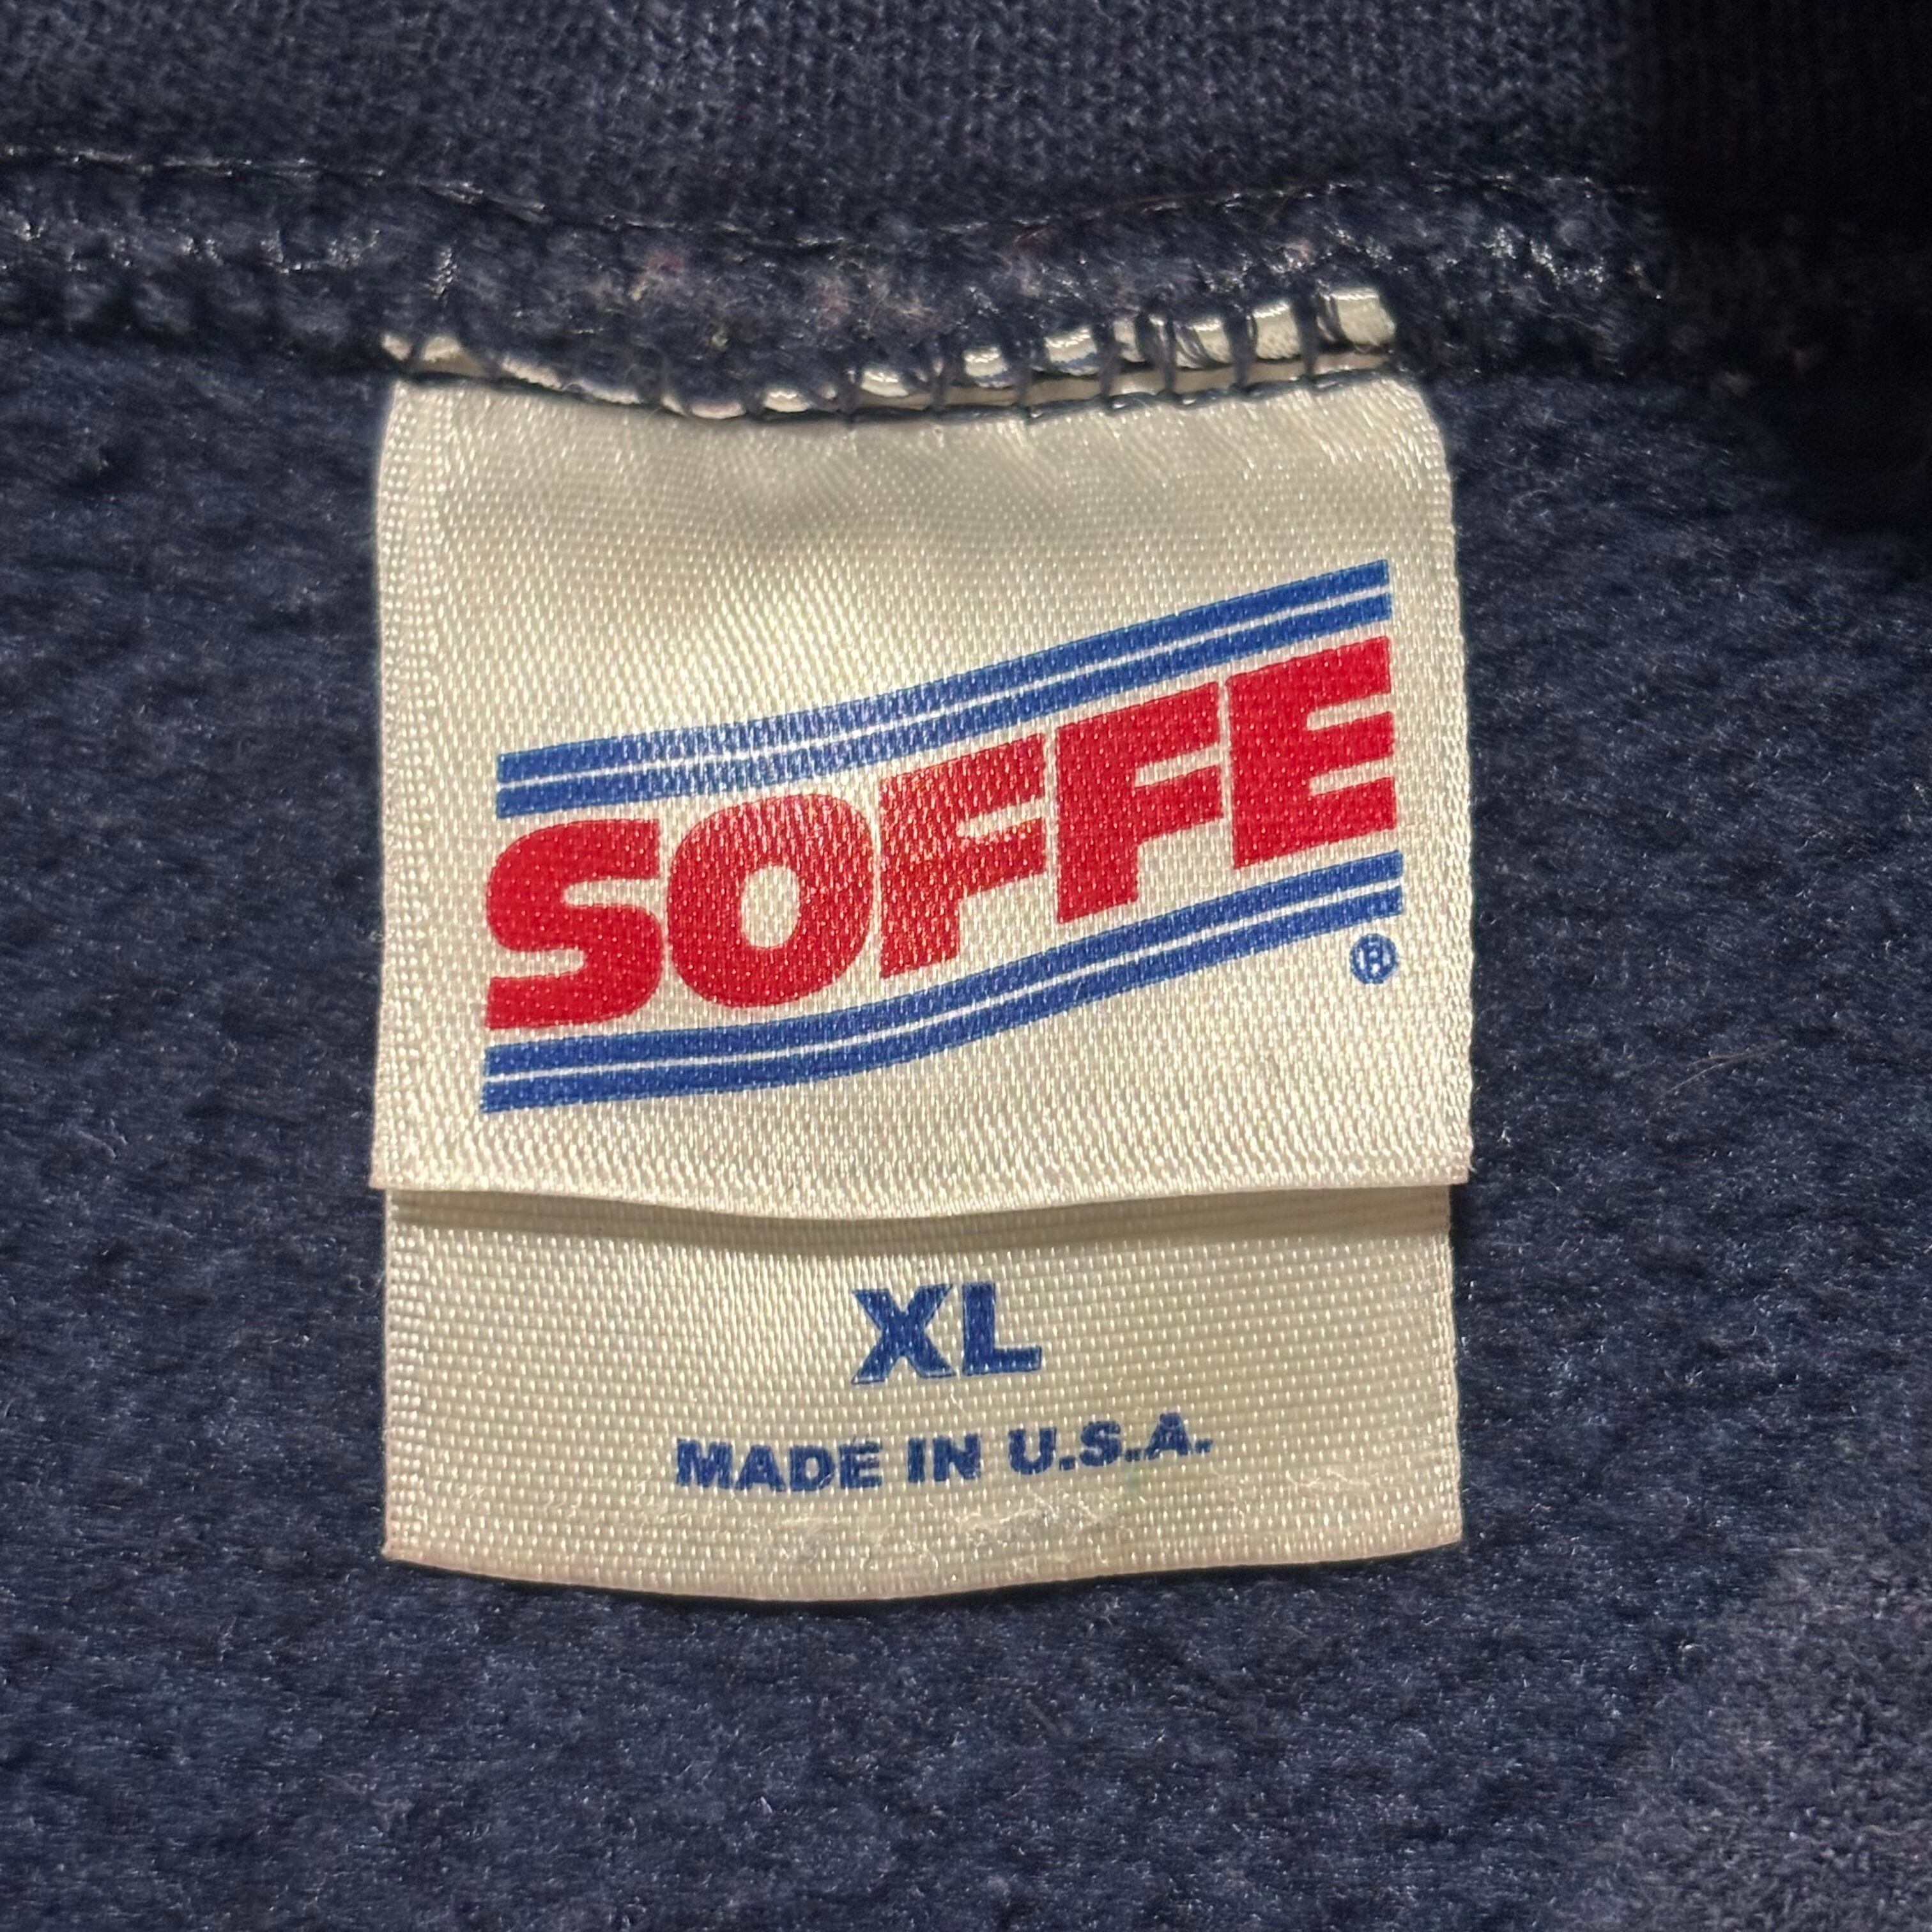 SOFFE
®
XL
MADE IN U.S.A.